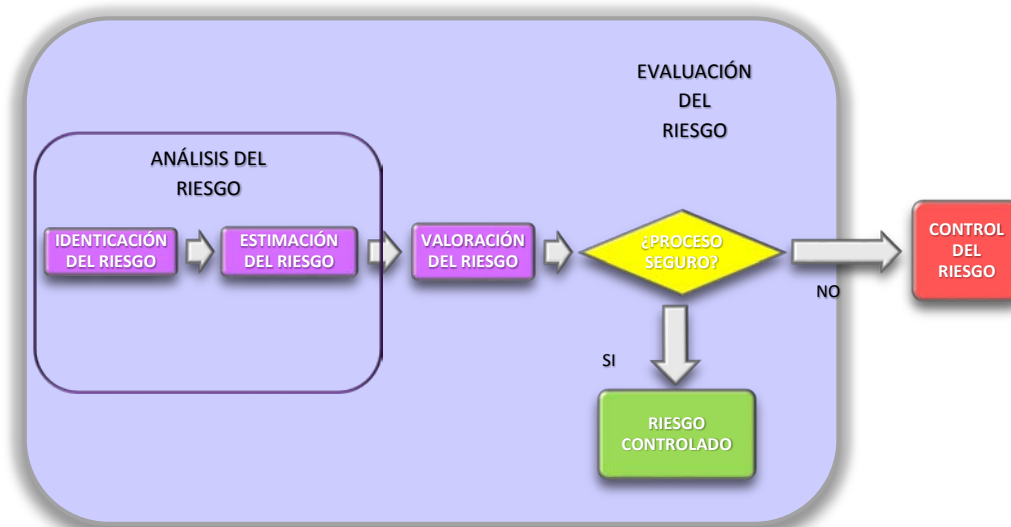 EVALUACIÓN
DEL
RIESGO
ANÁLISIS DEL
RIESGO
IDENTICACIÓN
DEL RIESGO
ESTIMACIÓN
DEL RIESGO
VALORACIÓN
DEL RIESGO
¿PROCESO
SEGURO?
CONTROL
DEL
RIESGO
NO
SI
RIESGO
CONTROLADO